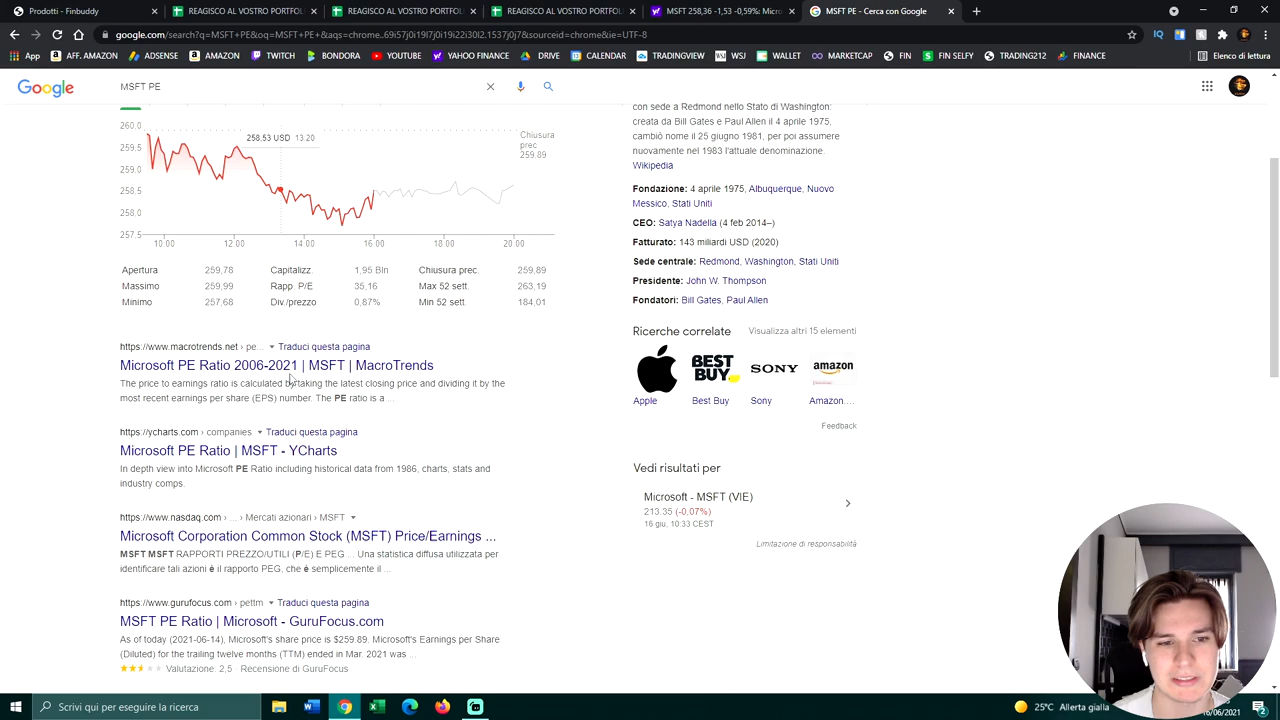 Prodotti - Finbuddy
REAGISCO AL VOSTRO PORTFOL
REAGISCO AL VOSTRO PORTFOL
REAGISCO AL VOSTRO PORTFOL
MSFT 258,36 -1,53 -0,59% Micro
MSFT PE - Cerca con Google
google.com/search?q=MSFT+PE&oq=MSFT+PE+&aqs=chrome..69i57j0i19l7j0i19i22i30l2.1537j0j7&sourceid=chrome&ie=UTF-8
App
AMAZON
ADSENSE
AMAZON
TRADUCI
YOUTUBE
YAHOO FINANCE
TWITTER
WSJ
WALLET
COINBASE
FIN
FIN SELFY
TRADING212
FINANCE
Elenco di lettura
Google
MSFT PE
260.0
259.5
259.0
258.5
258.0
257.5
258.53 USD 13:20
Chiusura
prec
259,89
10:00
12:00
14:00
16:00
18:00
20:00
Apertura 259,78 Capitalizz. 1,95 Bln Chiusura prec. 259,89
Massimo 259,99 Rapp. P/E 35,16 Max 52 sett. 263,19
Minimo 257,68 Div./prezzo 0,87% Min 52 sett. 184,01
https://www.macrotrends.net › pe... Traduci questa pagina
Microsoft PE Ratio 2006-2021 | MSFT | MacroTrends
The price to earnings ratio is calculated by taking the latest closing price and dividing it by the
most recent earnings per share (EPS) number. The PE ratio is a ...
https://ycharts.com › companies Traduci questa pagina
Microsoft PE Ratio | MSFT - YCharts
In depth view into Microsoft PE Ratio including historical data from 1986, charts, stats and
industry comps.
https://www.nasdaq.com › ... › Mercati azionari › MSFT
Microsoft Corporation Common Stock (MSFT) Price/Earnings ...
MSFT MSFT RAPPORTI PREZZO/UTILI (P/E) E PEG ... Una statistica diffusa utilizzata per
identificare tali azioni è il rapporto PEG, che è semplicemente il ...
https://www.gurufocus.com › pettm Traduci questa pagina
MSFT PE Ratio | Microsoft - GuruFocus.com
As of today (2021-06-14), Microsoft's share price is $259.89. Microsoft's Earnings per Share
(Diluted) for the trailing twelve months (TTM) ended in Mar. 2021 was ...
Valutazione: 2,5 · Recensione di GuruFocus
con sede a Redmond nello Stato di Washington:
creata da Bill Gates e Paul Allen il 4 aprile 1975,
cambiò nome il 25 giugno 1981, per poi assumere
nuovamente nel 1983 l'attuale denominazione.
Wikipedia
Fondazione: 4 aprile 1975, Albuquerque, Nuovo
Messico, Stati Uniti
CEO: Satya Nadella (4 feb 2014–)
Fatturato: 143 miliardi USD (2020)
Sede centrale: Redmond, Washington, Stati Uniti
Presidente: John W. Thompson
Fondatori: Bill Gates, Paul Allen
Ricerche correlate
Visualizza altri 15 elementi
BEST
BUY
SONY
amazon
Apple
Best Buy
Sony
Amazon....
Feedback
Vedi risultati per
Microsoft - MSFT (VIE)
213.35 (-0,07%)
16 giu, 10:33 CEST
Limitazione di responsabilità
Scrivi qui per eseguire la ricerca
25°C Allerta gialla
16/06/2021
2